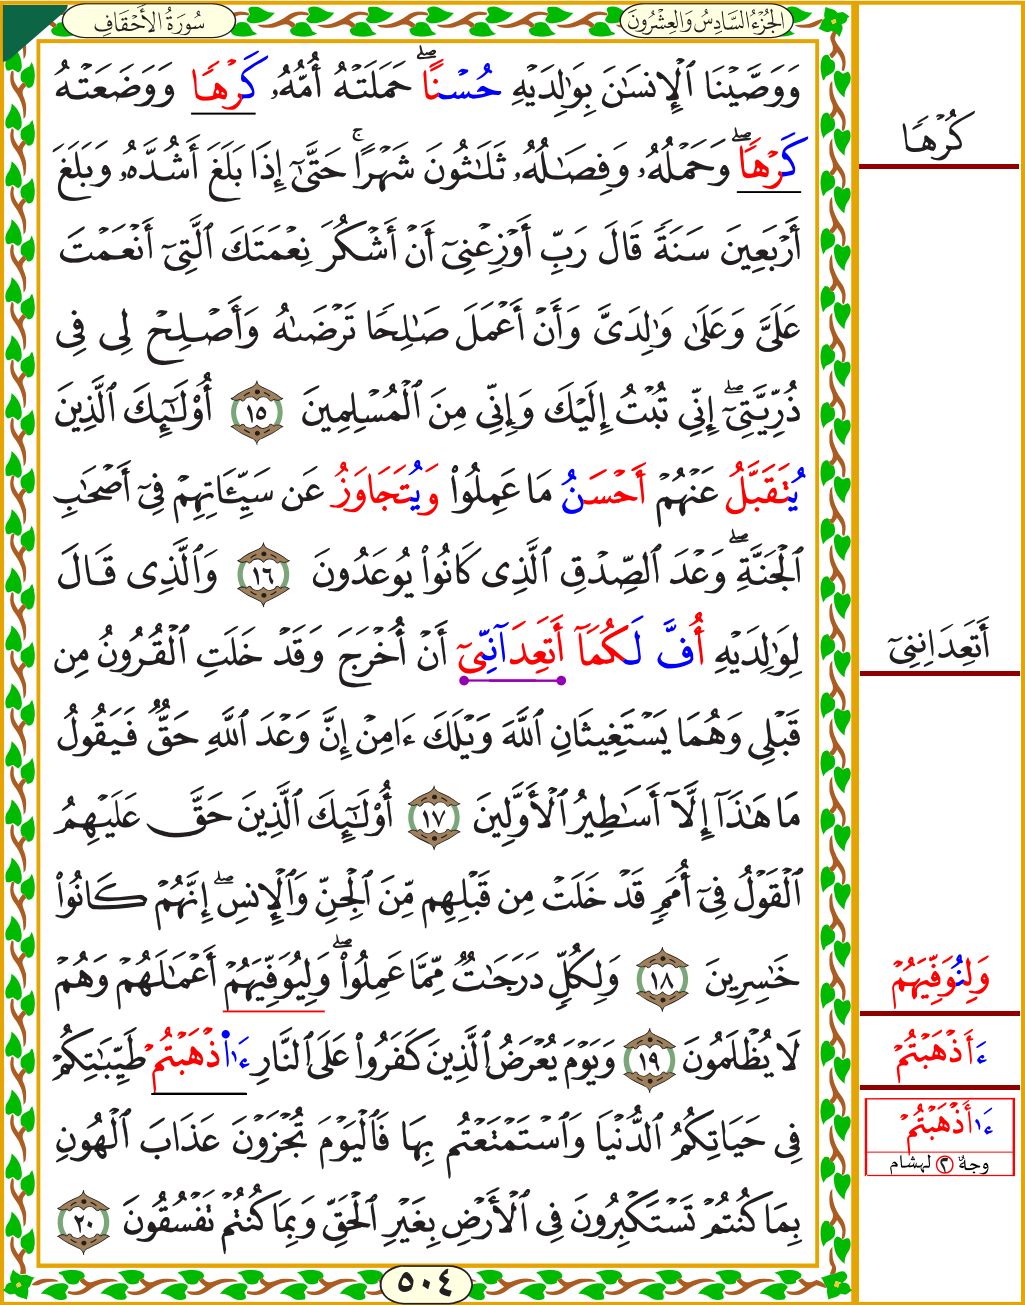 الجُزْءُ السَّادِسُ وَالعِشْرُونَ
سُورَةُ الأَحْقَافِ
وَوَصَّيْنَا ٱلْإِنسَٰنَ بِوَٰلِدَيْهِ حُسْنًاۖ حَمَلَتْهُ أُمُّهُۥ كَرْهًا وَوَضَعَتْهُ
كَرْهًاۖ وَحَمْلُهُۥ وَفِصَٰلُهُۥ ثَلَٰثُونَ شَهْرًاۚ حَتَّىٰٓ إِذَا بَلَغَ أَشُدَّهُۥ وَبَلَغَ
أَرْبَعِينَ سَنَةً قَالَ رَبِّ أَوْزِعْنِىٓ أَنْ أَشْكُرَ نِعْمَتَكَ ٱلَّتِىٓ أَنْعَمْتَ
عَلَىَّ وَعَلَىٰ وَٰلِدَىَّ وَأَنْ أَعْمَلَ صَٰلِحًا تَرْضَىٰهُ وَأَصْلِحْ لِى فِى
ذُرِّيَّتِىٓۖ إِنِّى تُبْتُ إِلَيْكَ وَإِنِّى مِنَ ٱلْمُسْلِمِينَ ١٥ أُو۟لَٰٓئِكَ ٱلَّذِينَ
يُتَقَبَّلُ عَنْهُمْ أَحْسَنُ مَا عَمِلُوا۟ وَيُتَجَاوَزُ عَن سَيِّـَٔاتِهِمْ فِىٓ أَصْحَٰبِ
ٱلْجَنَّةِۖ وَعْدَ ٱلصِّدْقِ ٱلَّذِى كَانُوا۟ يُوعَدُونَ ١٦ وَٱلَّذِى قَالَ
لِوَٰلِدَيْهِ أُفَّ لَكُمَآ أَتَعِدَآنِّىٓ أَنْ أُخْرَجَ وَقَدْ خَلَتِ ٱلْقُرُونُ مِن
قَبْلِى وَهُمَا يَسْتَغِيثَانِ ٱللَّهَ وَيْلَكَ ءَامِنْ إِنَّ وَعْدَ ٱللَّهِ حَقٌّ فَيَقُولُ
مَا هَٰذَآ إِلَّآ أَسَٰطِيرُ ٱلْأَوَّلِينَ ١٧ أُو۟لَٰٓئِكَ ٱلَّذِينَ حَقَّ عَلَيْهِمُ
ٱلْقَوْلُ فِىٓ أُمَمٍ قَدْ خَلَتْ مِن قَبْلِهِم مِّنَ ٱلْجِنِّ وَٱلْإِنسِۖ إِنَّهُمْ كَانُوا۟
خَٰسِرِينَ ١٨ وَلِكُلٍّ دَرَجَٰتٌ مِّمَّا عَمِلُوا۟ۖ وَلِيُوَفِّيَهُمْ أَعْمَٰلَهُمْ وَهُمْ
لَا يُظْلَمُونَ ١٩ وَيَوْمَ يُعْرَضُ ٱلَّذِينَ كَفَرُوا۟ عَلَى ٱلنَّارِ ءَا۬ذْهَبْتُمْ طَيِّبَٰتِكُمْ
فِى حَيَاتِكُمُ ٱلدُّنْيَا وَٱسْتَمْتَعْتُم بِهَا فَٱلْيَوْمَ تُجْزَوْنَ عَذَابَ ٱلْهُونِ
بِمَا كُنتُمْ تَسْتَكْبِرُونَ فِى ٱلْأَرْضِ بِغَيْرِ ٱلْحَقِّ وَبِمَا كُنتُمْ تَفْسُقُونَ ٢٠
٥٠٤
كُرْهًا
أَتَعِدَانِنِىٓ
وَلِنُوَفِّيَهُمْ
ءَأَذْهَبْتُمْ
ءَاأَذْهَبْتُمْ
وجهٌ ٢ لهشام